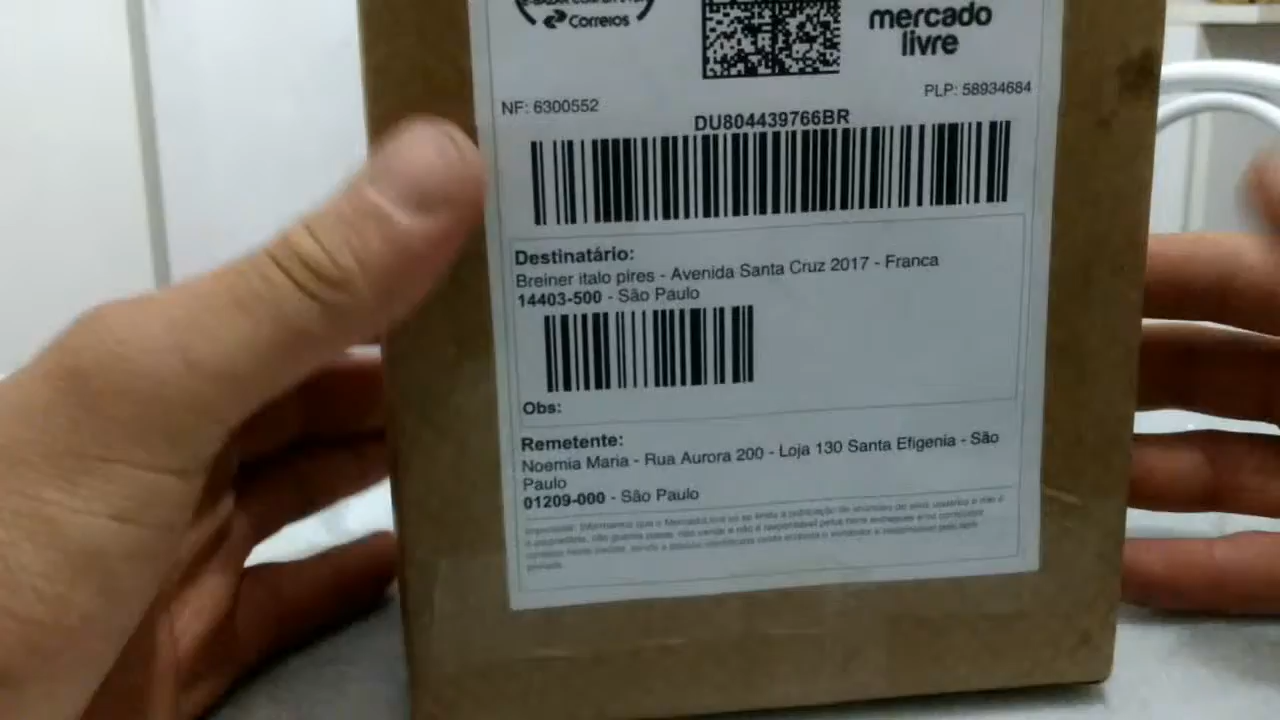 Correios
mercado
livre
NF: 6300552
PLP: 58934684
DU804439766BR
Destinatário:
Breiner italo pires - Avenida Santa Cruz 2017 - Franca
14403-500 - São Paulo
Obs:
Remetente:
Noemia Maria - Rua Aurora 200 - Loja 130 Santa Efigenia - São
Paulo
01209-000 - São Paulo